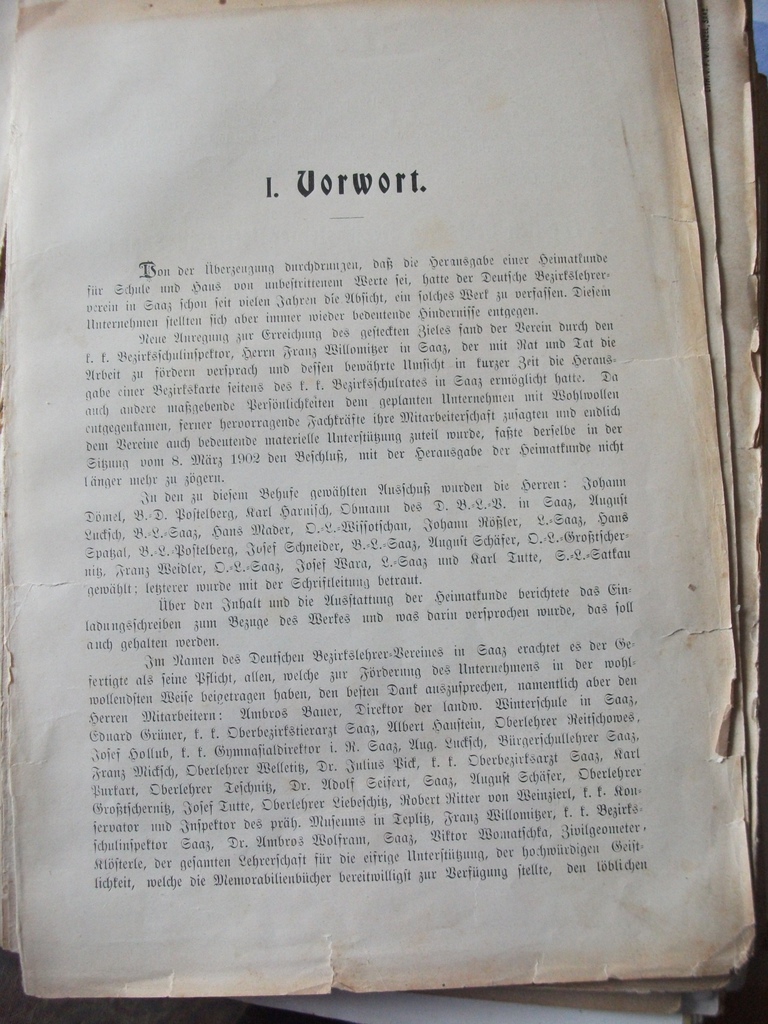 I. Vorwort.
Von der Überzeugung durchdrungen, daß die Herausgabe einer Heimatkunde
für Schule und Haus von unbestrittenem Werte sei, hatte der Deutsche Bezirkslehrer-
verein in Saaz schon seit vielen Jahren die Absicht, ein solches Werk zu verfassen. Diesem
Unternehmen stellten sich aber immer wieder bedeutende Hindernisse entgegen.
Neue Anregung zur Erreichung des gesteckten Zieles fand der Verein durch den
k. k. Bezirksschulinspektor, Herrn Franz Willomitzer in Saaz, der mit Rat und Tat die
Arbeit zu fördern versprach und dessen bewährte Umsicht in kurzer Zeit die Heraus-
gabe einer Bezirkskarte seitens des k. k. Bezirksschulrates in Saaz ermöglicht hatte. Da
auch andere maßgebende Persönlichkeiten dem geplanten Unternehmen mit Wohlwollen
entgegenkamen, ferner hervorragende Fachkräfte ihre Mitarbeiterschaft zusagten und endlich
dem Vereine auch bedeutende materielle Unterstützung zuteil wurde, faßte derselbe in der
Sitzung vom 8. März 1902 den Beschluß, mit der Herausgabe der Heimatkunde nicht
länger mehr zu zögern.
In den zu diesem Behufe gewählten Ausschuß wurden die Herren: Johann
Dömel, B.-D. Postelberg, Karl Harnisch, Obmann des D. B.-L.-V. in Saaz, August
Lucksch, B.-L.-Saaz, Hans Mader, O.-L.-Wissotschan, Johann Rößler, L.-Saaz, Hans
Spatzal, B.-L.-Postelberg, Josef Schneider, B.-L.-Saaz, August Schäfer, O.-L.-Großtscher-
nitz, Franz Weidler, O.-L.-Saaz, Josef Wara, L.-Saaz und Karl Tutte, S.-L.-Satkau
gewählt; letzterer wurde mit der Schriftleitung betraut.
Über den Inhalt und die Ausstattung der Heimatkunde berichtete das Ein-
ladungsschreiben zum Bezuge des Werkes und was darin versprochen wurde, das soll
auch gehalten werden.
Im Namen des Deutschen Bezirkslehrer-Vereines in Saaz erachtet es der Ge-
fertigte als seine Pflicht, allen, welche zur Förderung des Unternehmens in der wohl-
wollendsten Weise beigetragen haben, den besten Dank auszusprechen, namentlich aber den
Herren Mitarbeitern: Ambros Bauer, Direktor der landw. Winterschule in Saaz,
Eduard Grüner, k. k. Oberbezirkstierarzt Saaz, Albert Haustein, Oberlehrer Reitschowes,
Josef Hollub, k. k. Gymnasialdirektor i. R. Saaz, Aug. Lucksch, Bürgerschullehrer Saaz,
Franz Micksch, Oberlehrer Welletitz, Dr. Julius Pick, k. k. Oberbezirksarzt Saaz, Karl
Purkart, Oberlehrer Teschnitz, Dr. Adolf Seifert, Saaz, August Schäfer, Oberlehrer
Großtschernitz, Josef Tutte, Oberlehrer Liebeschitz, Robert Ritter von Weinzierl, k. k. Kon-
servator und Inspektor des präh. Museums in Teplitz, Franz Willomitzer, k. k. Bezirks-
schulinspektor Saaz, Dr. Ambros Wolfram, Saaz, Viktor Womatschka, Zivilgeometer,
Klösterle, der gesamten Lehrerschaft für die eifrige Unterstützung, der hochwürdigen Geist-
lichkeit, welche die Memorabilienbücher bereitwilligst zur Verfügung stellte, den löblichen